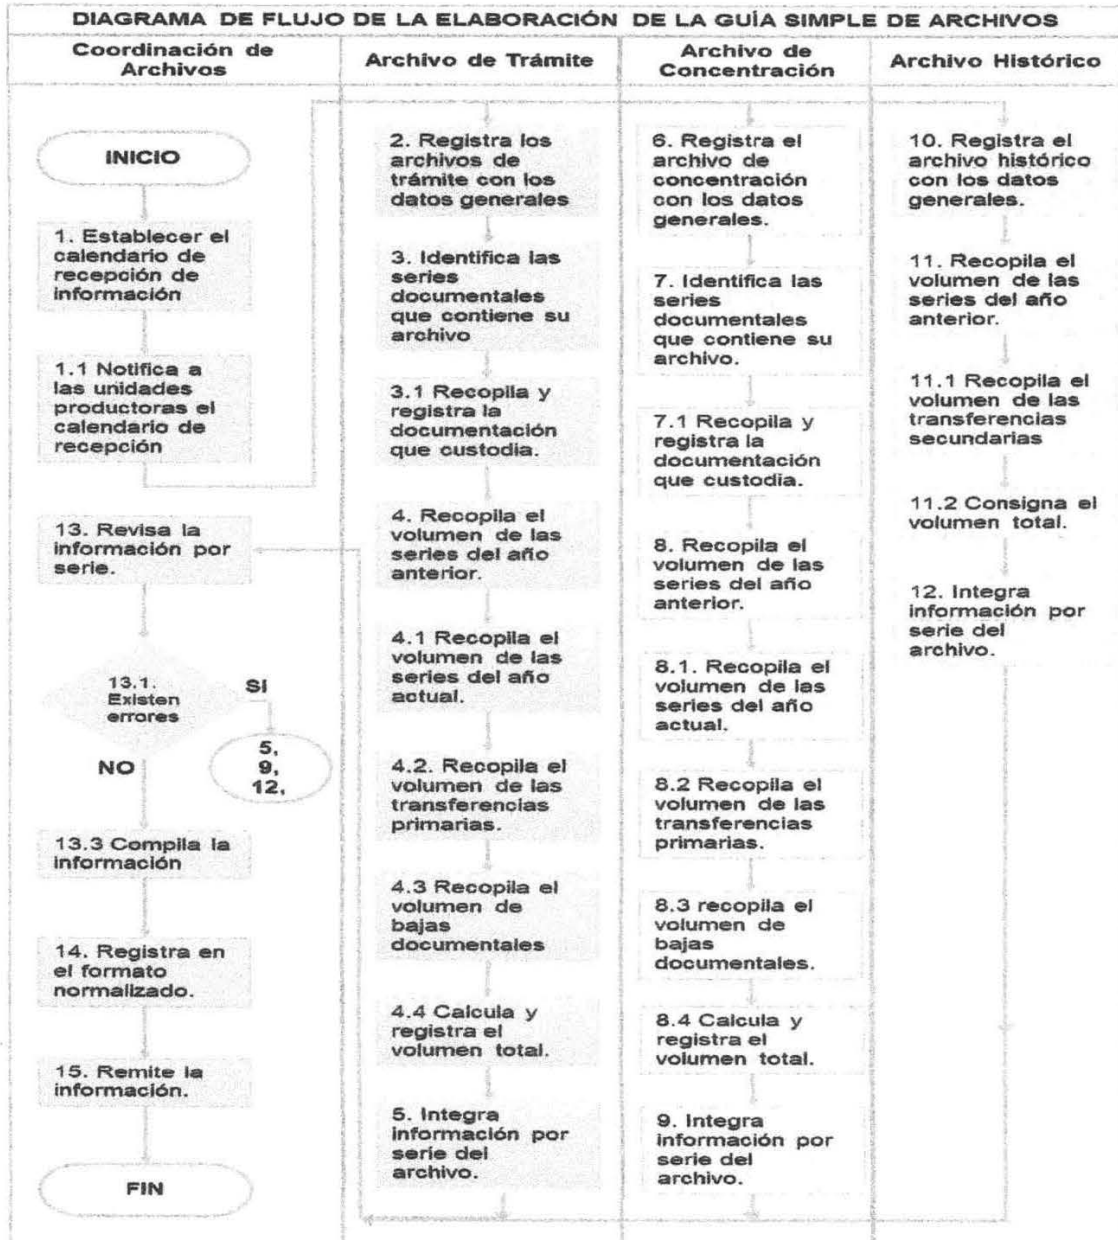 DIAGRAMA DE FLUJO DE LA ELABORACIÓN DE LA GUÍA SIMPLE DE ARCHIVOS
Coordinación de
Archivos
Archivo de Trámite
Archivo de
Concentración
Archivo Histórico
INICIO
1. Establecer el
calendario de
recepción de
información
1.1 Notifica a
las unidades
productoras el
calendario de
recepción
13. Revisa la
información por
serie.
13.1.
Existen
errores
SI
5,
9,
12,
NO
13.3 Compila la
información
14. Registra en
el formato
normalizado.
15. Remite la
información.
FIN
2. Registra los
archivos de
trámite con los
datos generales
3. Identifica las
series
documentales
que contiene su
archivo
3.1 Recopila y
registra la
documentación
que custodia.
4. Recopila el
volumen de las
series del año
anterior.
4.1 Recopila el
volumen de las
series del año
actual.
4.2. Recopila el
volumen de las
transferencias
primarias.
4.3 Recopila el
volumen de
bajas
documentales
4.4 Calcula y
registra el
volumen total.
5. Integra
información por
serie del
archivo.
6. Registra el
archivo de
concentración
con los datos
generales.
7. Identifica las
series
documentales
que contiene su
archivo.
7.1 Recopila y
registra la
documentación
que custodia.
8. Recopila el
volumen de las
series del año
anterior.
8.1. Recopila el
volumen de las
series del año
actual.
8.2 Recopila el
volumen de las
transferencias
primarias.
8.3 recopila el
volumen de
bajas
documentales.
8.4 Calcula y
registra el
volumen total.
9. Integra
información por
serie del
archivo.
10. Registra el
archivo histórico
con los datos
generales.
11. Recopila el
volumen de las
series del año
anterior.
11.1 Recopila el
volumen de las
transferencias
secundarias
11.2 Consigna el
volumen total.
12. Integra
información por
serie del
archivo.